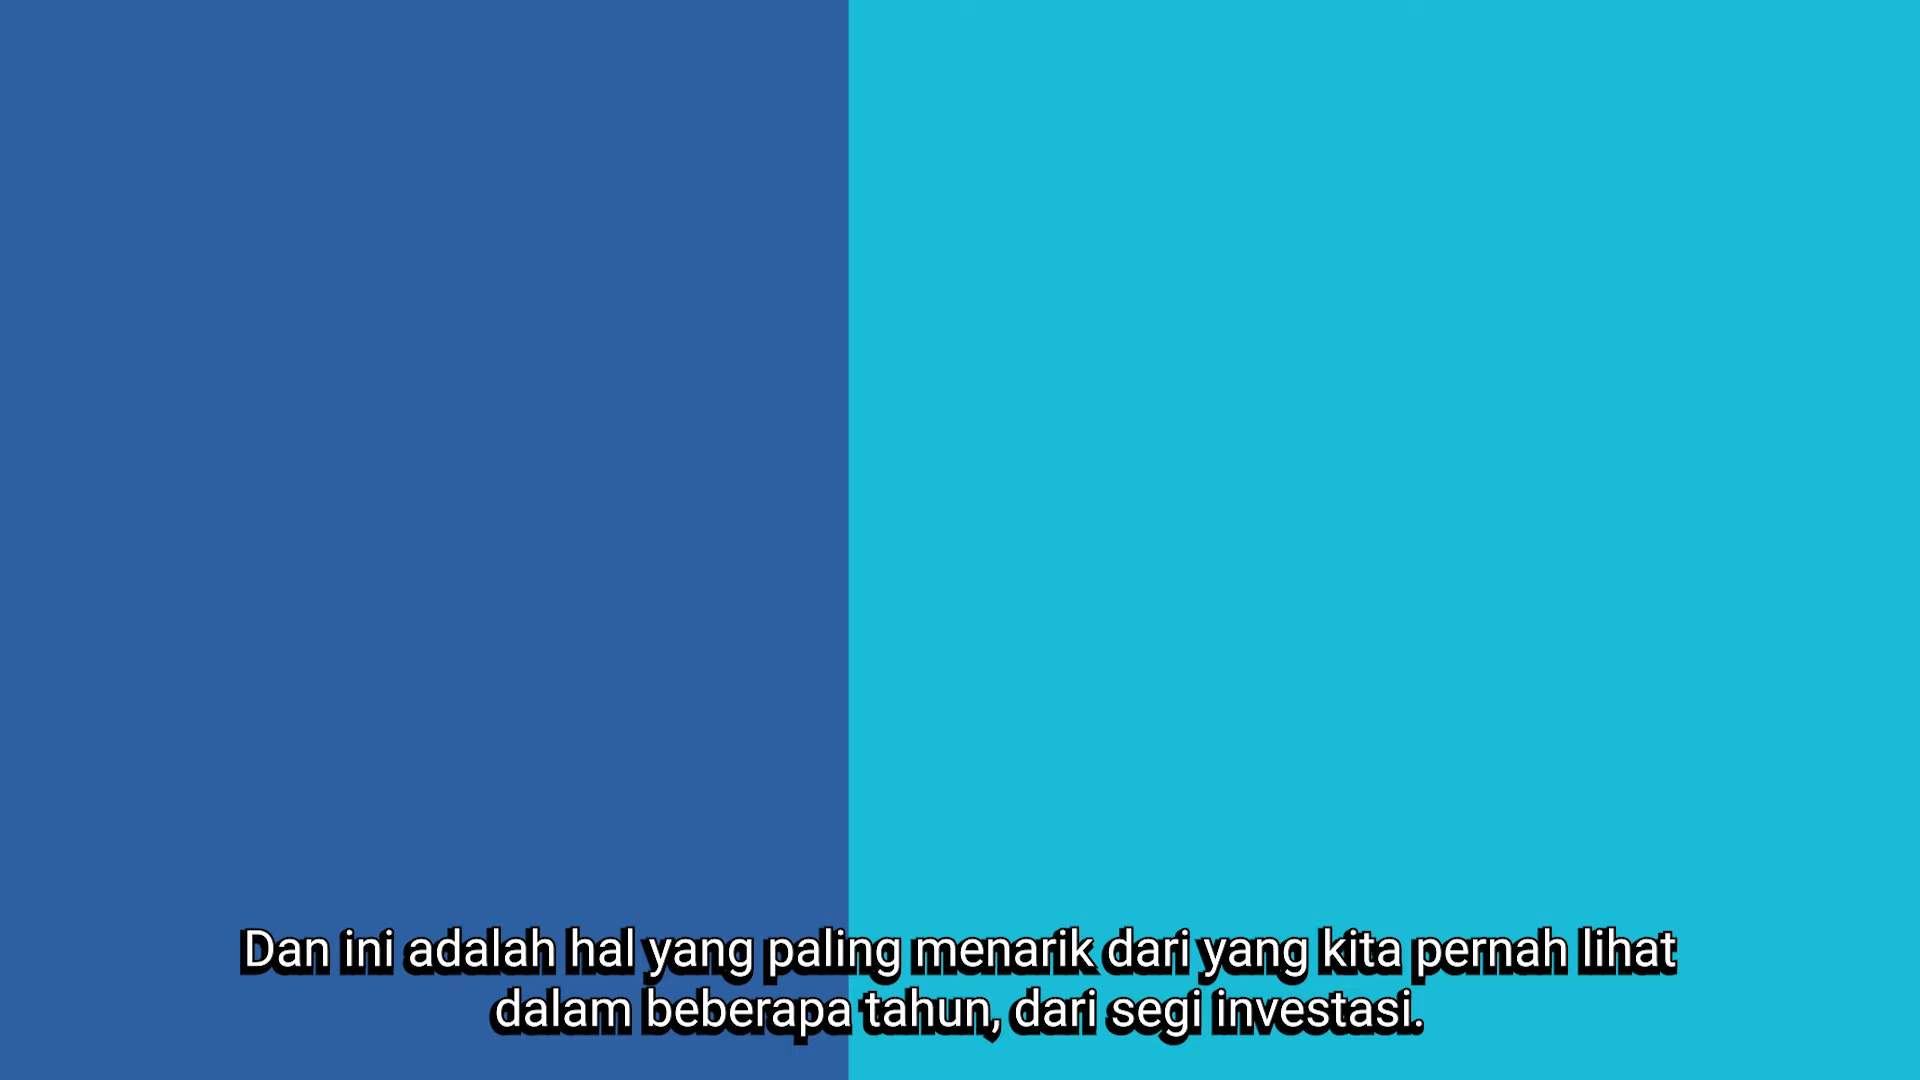 Dan ini adalah hal yang paling menarik dari yang kita pernah lihat
dalam beberapa tahun, dari segi investasi.